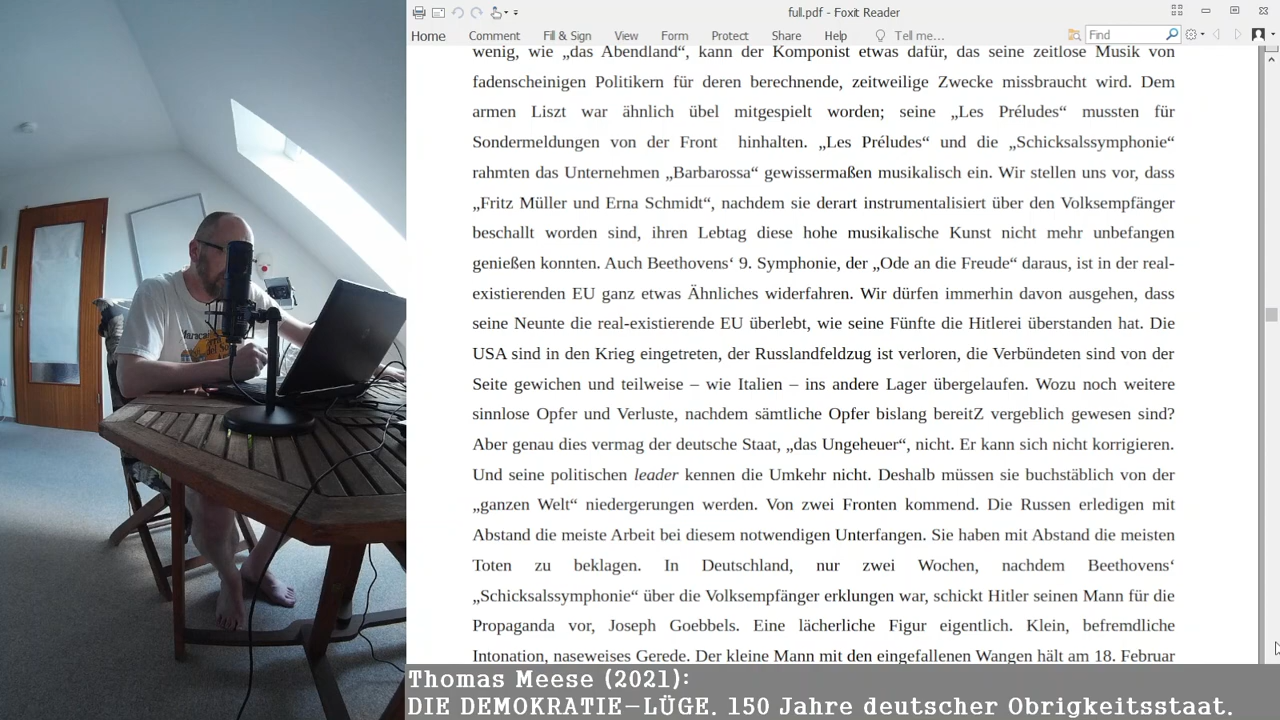 full.pdf - Foxit Reader
Home Comment Fill & Sign View Form Protect Share Help Tell me… Find
wenig, wie „das Abendland“, kann der Komponist etwas dafür, das seine zeitlose Musik von
fadenscheinigen Politikern für deren berechnende, zeitweilige Zwecke missbraucht wird. Dem
armen Liszt war ähnlich übel mitgespielt worden; seine „Les Préludes“ mussten für
Sondermeldungen von der Front hinhalten. „Les Préludes“ und die „Schicksalssymphonie“
rahmten das Unternehmen „Barbarossa“ gewissermaßen musikalisch ein. Wir stellen uns vor, dass
„Fritz Müller und Erna Schmidt“, nachdem sie derart instrumentalisiert über den Volksempfänger
beschallt worden sind, ihren Lebtag diese hohe musikalische Kunst nicht mehr unbefangen
genießen konnten. Auch Beethovens‘ 9. Symphonie, der „Ode an die Freude“ daraus, ist in der real-
existierenden EU ganz etwas Ähnliches widerfahren. Wir dürfen immerhin davon ausgehen, dass
seine Neunte die real-existierende EU überlebt, wie seine Fünfte die Hitlerei überstanden hat. Die
USA sind in den Krieg eingetreten, der Russlandfeldzug ist verloren, die Verbündeten sind von der
Seite gewichen und teilweise – wie Italien – ins andere Lager übergelaufen. Wozu noch weitere
sinnlose Opfer und Verluste, nachdem sämtliche Opfer bislang bereitZ vergeblich gewesen sind?
Aber genau dies vermag der deutsche Staat, „das Ungeheuer“, nicht. Er kann sich nicht korrigieren.
Und seine politischen leader kennen die Umkehr nicht. Deshalb müssen sie buchstäblich von der
„ganzen Welt“ niedergerungen werden. Von zwei Fronten kommend. Die Russen erledigen mit
Abstand die meiste Arbeit bei diesem notwendigen Unterfangen. Sie haben mit Abstand die meisten
Toten zu beklagen. In Deutschland, nur zwei Wochen, nachdem Beethovens‘
„Schicksalssymphonie“ über die Volksempfänger erklungen war, schickt Hitler seinen Mann für die
Propaganda vor, Joseph Goebbels. Eine lächerliche Figur eigentlich. Klein, befremdliche
Intonation, naseweises Gerede. Der kleine Mann mit den eingefallenen Wangen hält am 18. Februar
Thomas Meese (2021):
DIE DEMOKRATIE-LÜGE. 150 Jahre deutscher Obrigkeitsstaat.